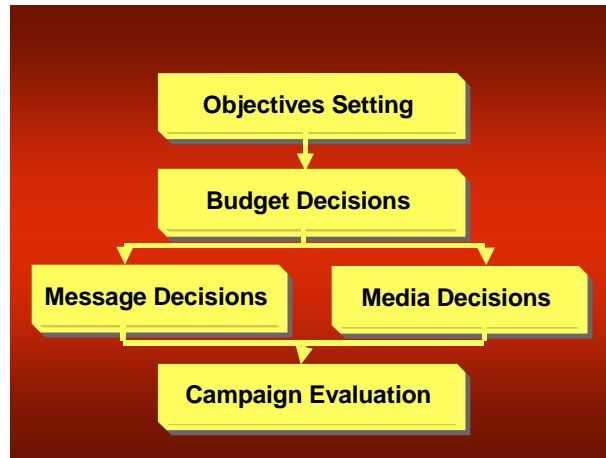 Objectives Setting
Budget Decisions
Message Decisions
Media Decisions
Campaign Evaluation